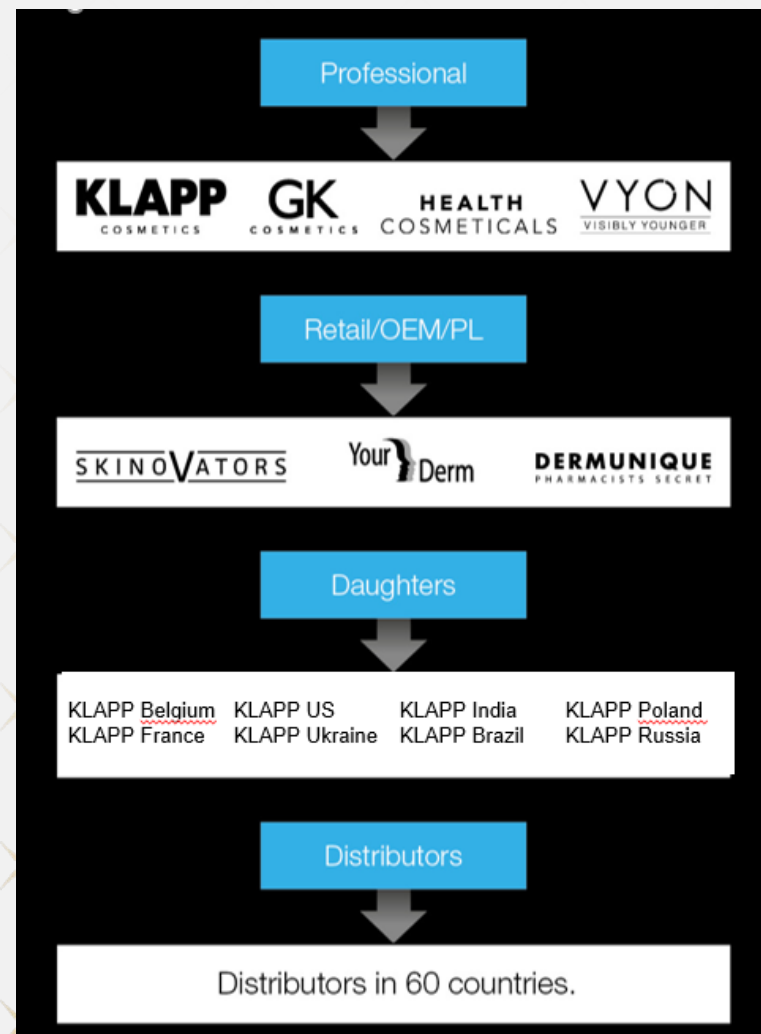 Professional
KLAPP
COSMETICS
GK
COSMETICS
HEALTH
COSMETICALS
VYON
VISIBLY YOUNGER
Retail/OEM/PL
SKINOVATORS
Your Derm
DERMUNIQUE
PHARMACISTS SECRET
Daughters
KLAPP Belgium KLAPP US KLAPP India KLAPP Poland
KLAPP France KLAPP Ukraine KLAPP Brazil KLAPP Russia
Distributors
Distributors in 60 countries.